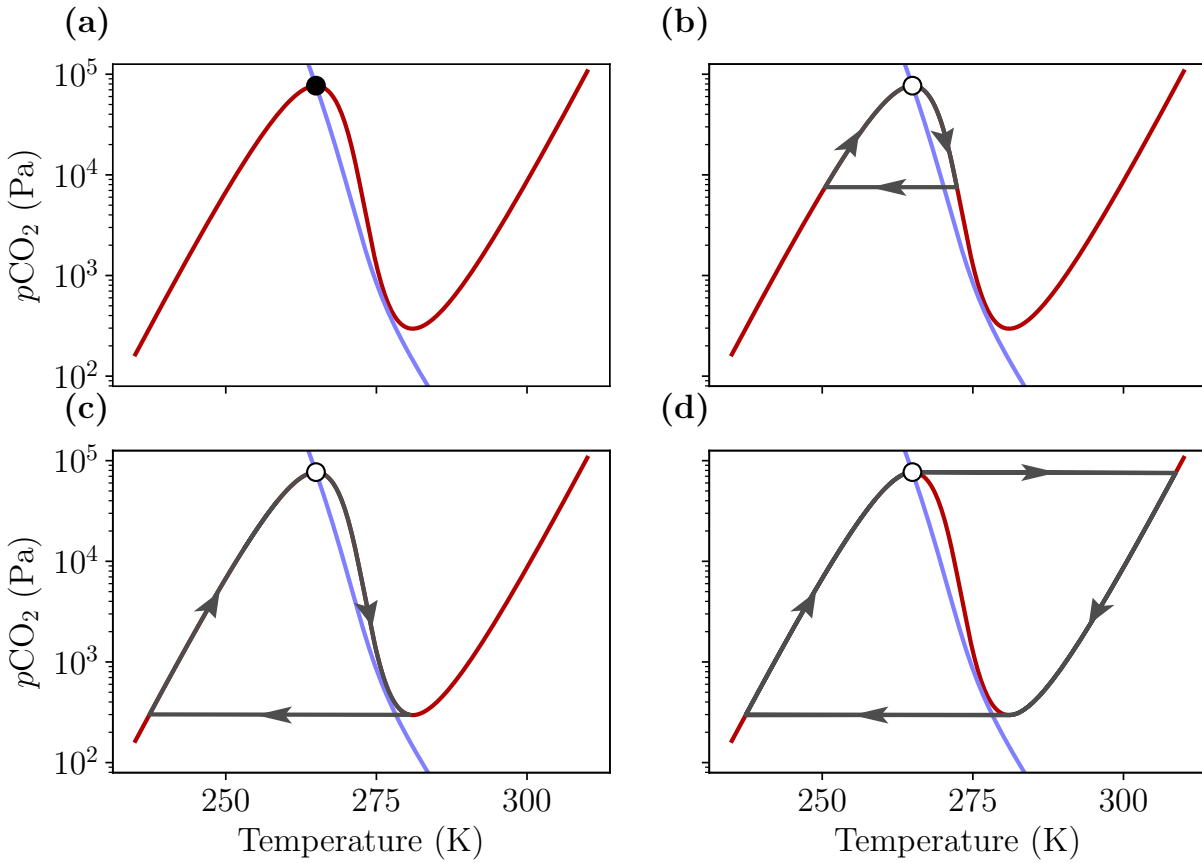 (a) (b)
10⁵
10⁴
10³
10²
pCO₂ (Pa)
(c) (d)
10⁵
10⁴
10³
10²
pCO₂ (Pa)
250 275 300 250 275 300
Temperature (K) Temperature (K)